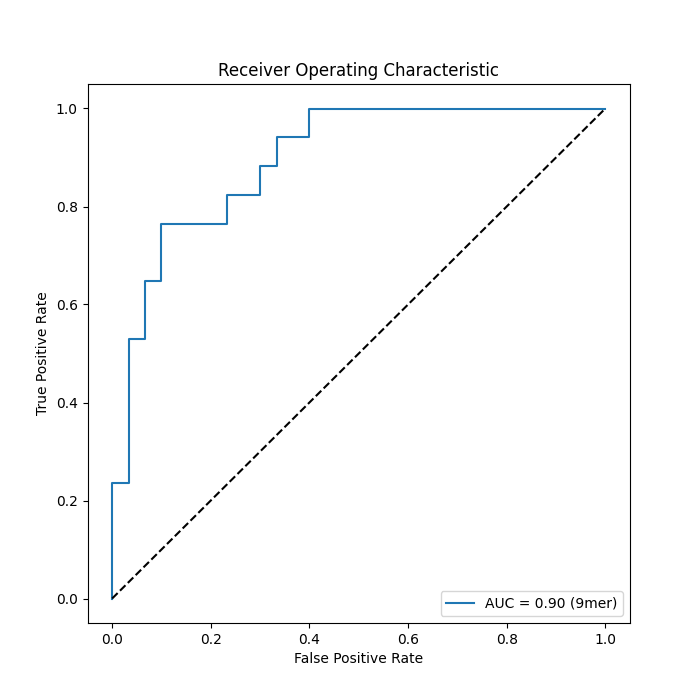 Receiver Operating Characteristic
True Positive Rate
1.0
0.8
0.6
0.4
0.2
0.0
AUC = 0.90 (9mer)
0.0 0.2 0.4 0.6 0.8 1.0
False Positive Rate